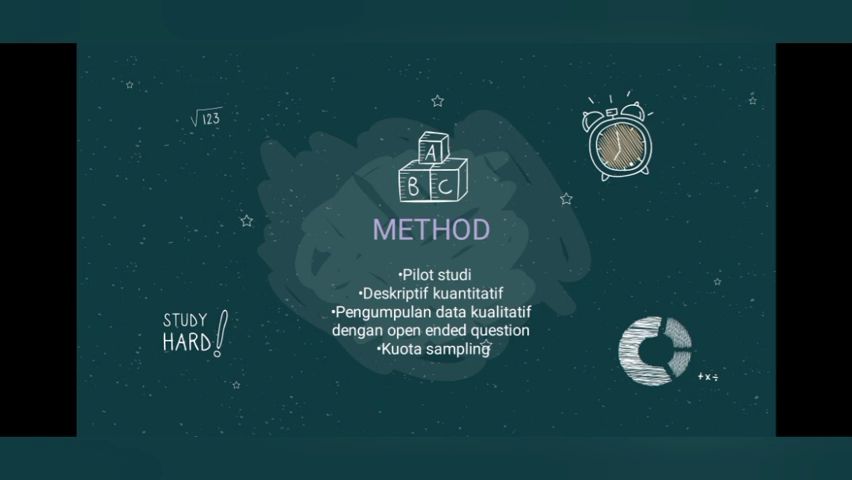 √123
A
B C
METHOD
•Pilot studi
•Deskriptif kuantitatif
•Pengumpulan data kualitatif
dengan open ended question
•Kuota sampling
STUDY
HARD!
+×÷